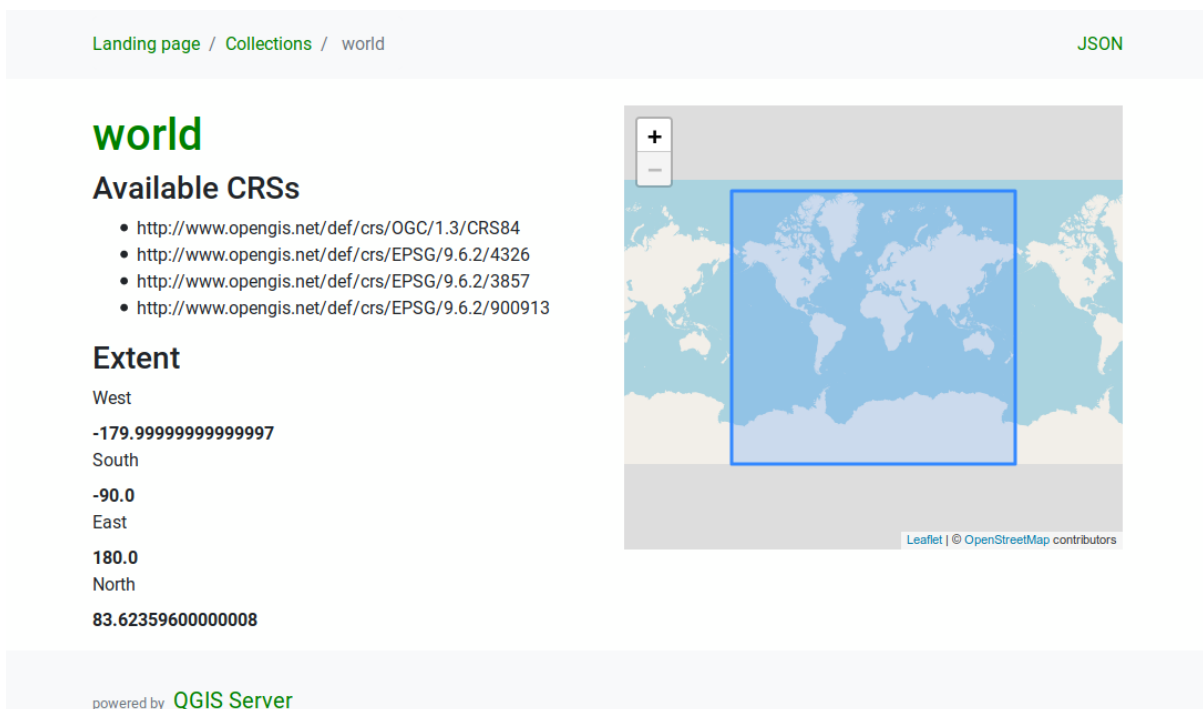 Landing page / Collections / world
JSON
world
Available CRSs
http://www.opengis.net/def/crs/OGC/1.3/CRS84
http://www.opengis.net/def/crs/EPSG/9.6.2/4326
http://www.opengis.net/def/crs/EPSG/9.6.2/3857
http://www.opengis.net/def/crs/EPSG/9.6.2/900913
Extent
West
-179.99999999999997
South
-90.0
East
180.0
North
83.62359600000008
+
−
Leaflet | © OpenStreetMap contributors
powered by QGIS Server